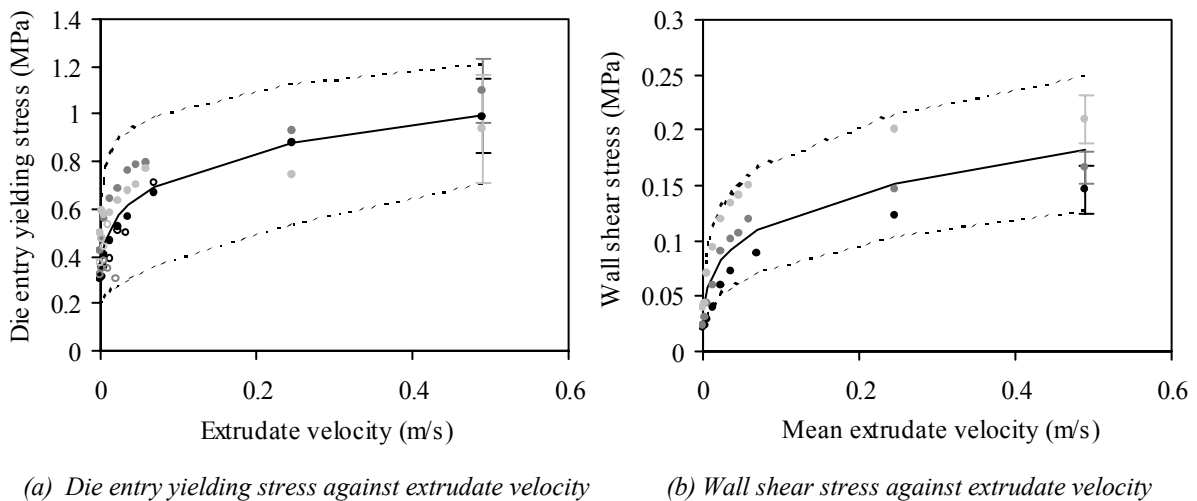 1.4
1.2
1
0.8
0.6
0.4
0.2
0
0 0.2 0.4 0.6
Die entry yielding stress (MPa)
Extrudate velocity (m/s)
0.3
0.25
0.2
0.15
0.1
0.05
0
0 0.2 0.4 0.6
Wall shear stress (MPa)
Mean extrudate velocity (m/s)
(a) Die entry yielding stress against extrudate velocity
(b) Wall shear stress against extrudate velocity